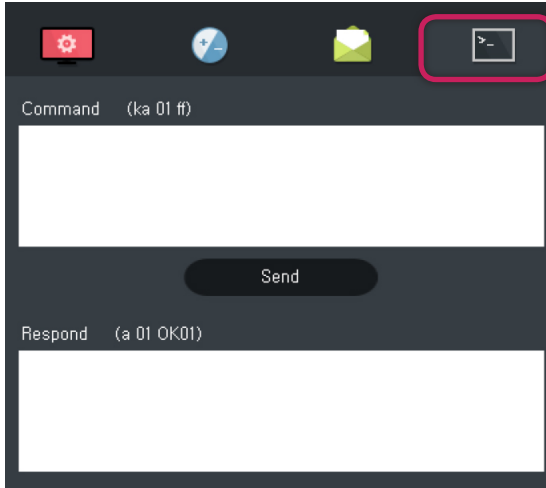 >_
Command (ka 01 ff)
Send
Respond (a 01 OK01)